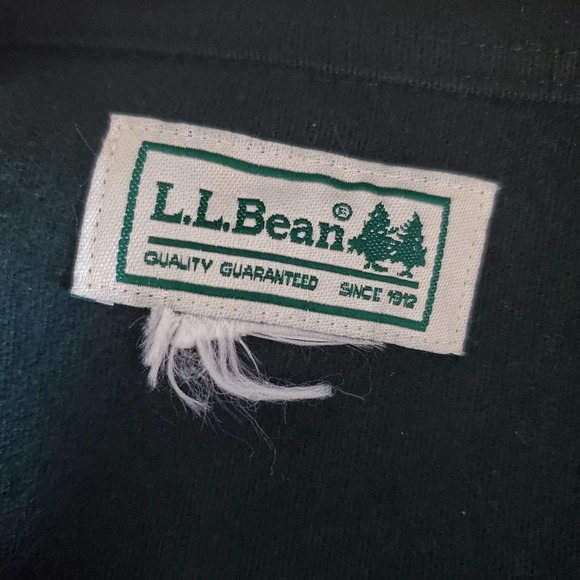 L.L.Bean®
QUALITY GUARANTEED SINCE 1912